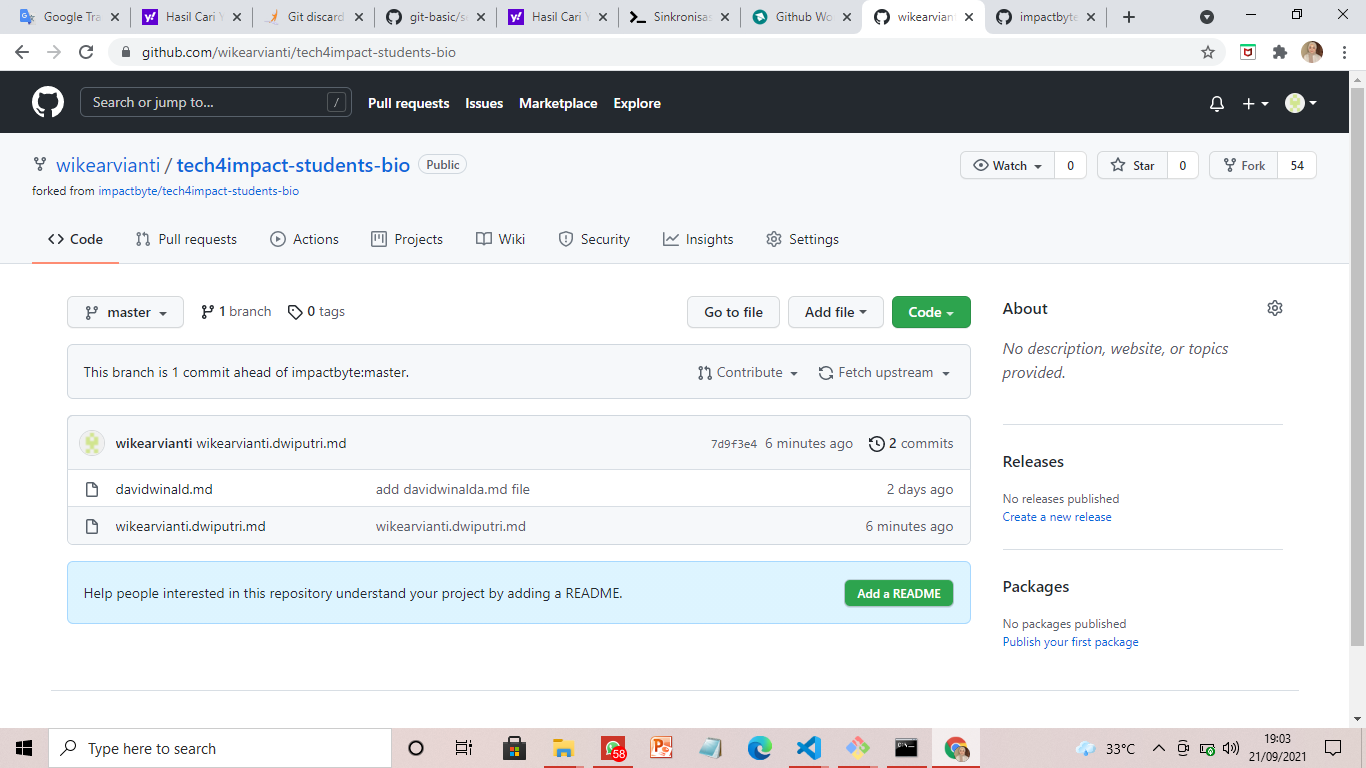 Google Tra
Hasil Cari Y
Git discard
git-basic/s
Hasil Cari Y
Sinkronisas
Github Wo
wikearviant
impactbyte
github.com/wikearvianti/tech4impact-students-bio
Search or jump to...
/
Pull requests
Issues
Marketplace
Explore
wikearvianti / tech4impact-students-bio
Public
Watch
0
Star
0
Fork
54
forked from impactbyte/tech4impact-students-bio
Code
Pull requests
Actions
Projects
Wiki
Security
Insights
Settings
master
1 branch
0 tags
Go to file
Add file
Code
About
No description, website, or topics
provided.
This branch is 1 commit ahead of impactbyte:master.
Contribute
Fetch upstream
wikearvianti wikearvianti.dwiputri.md
7d9f3e4 6 minutes ago
2 commits
davidwinald.md
add davidwinalda.md file
2 days ago
wikearvianti.dwiputri.md
wikearvianti.dwiputri.md
6 minutes ago
Releases
No releases published
Create a new release
Help people interested in this repository understand your project by adding a README.
Add a README
Packages
No packages published
Publish your first package
Type here to search
58
33°C
19:03
21/09/2021